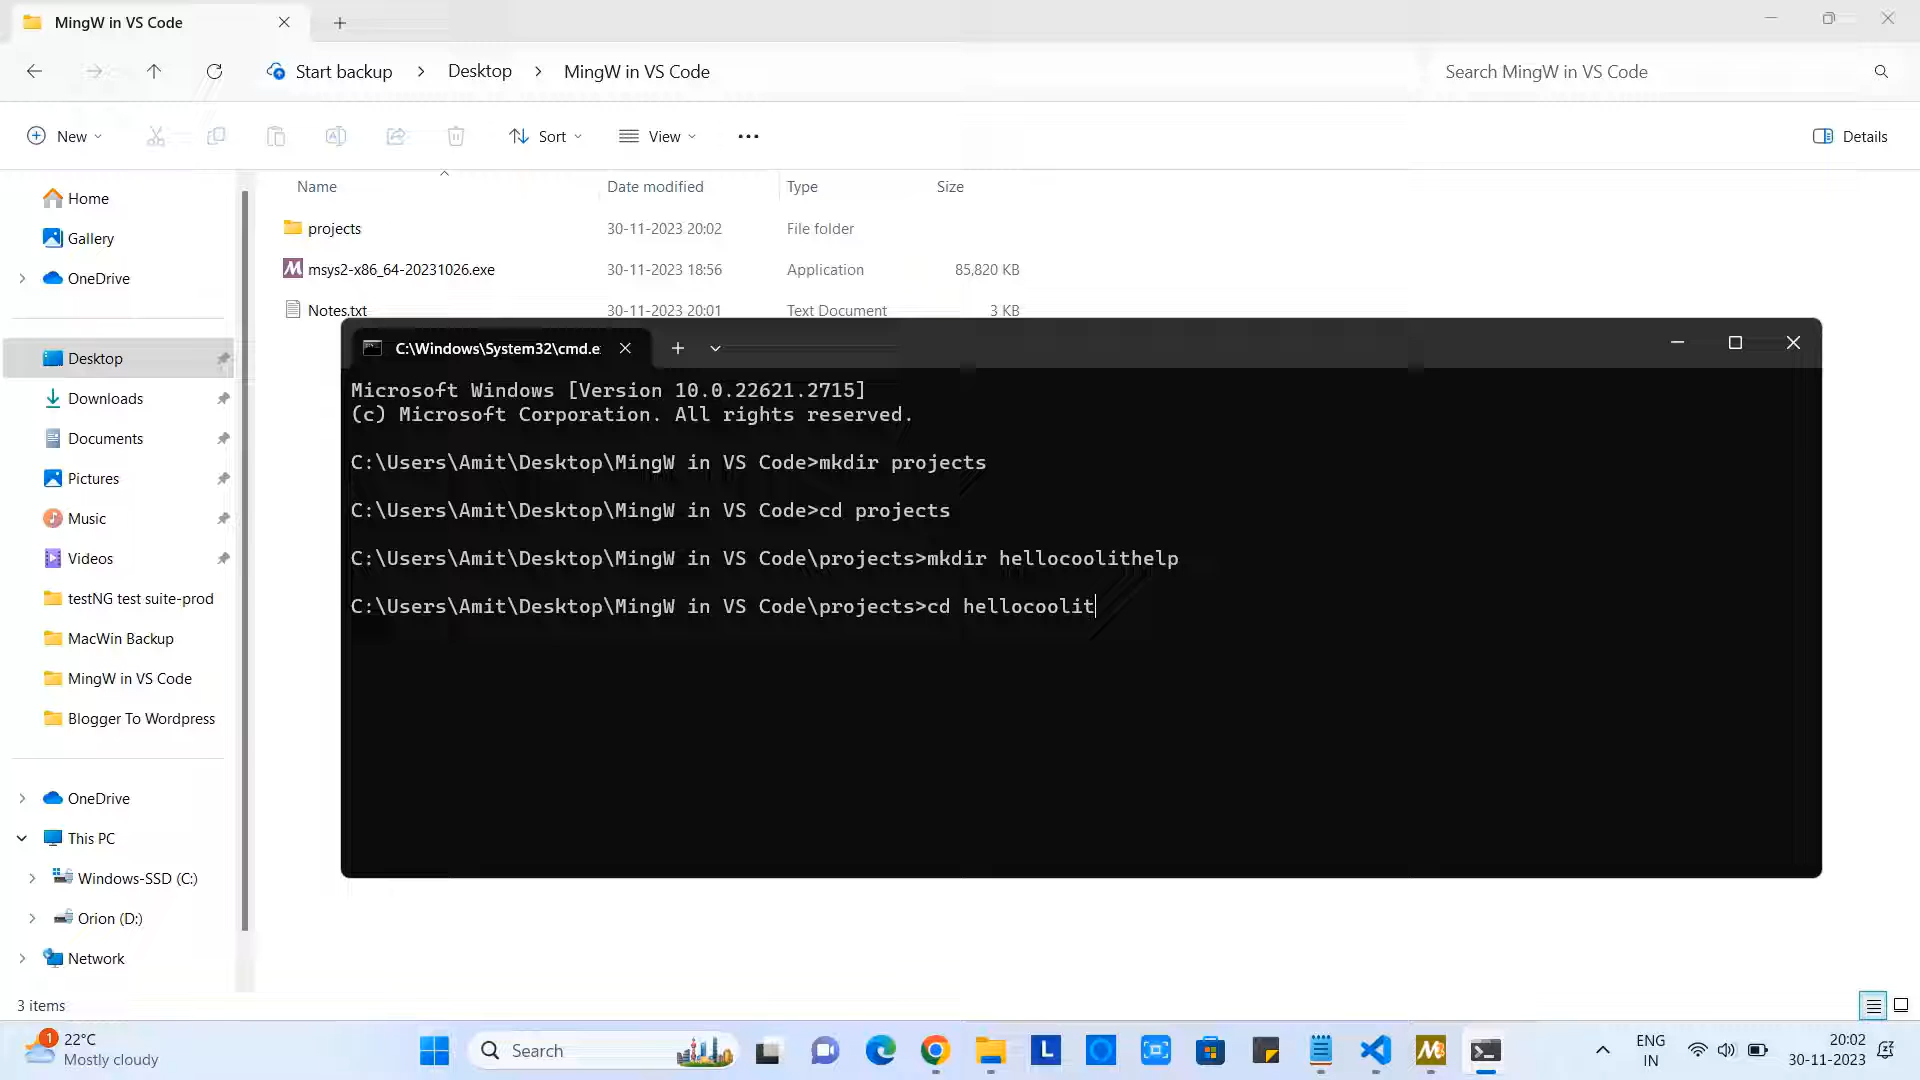 MingW in VS Code
Start backup > Desktop > MingW in VS Code
Search MingW in VS Code
New
Sort
View
Details
Name Date modified Type Size
projects 30-11-2023 20:02 File folder
msys2-x86_64-20231026.exe 30-11-2023 18:56 Application 85,820 KB
Notes.txt 30-11-2023 20:01 Text Document 3 KB
Home
Gallery
OneDrive
Desktop
Downloads
Documents
Pictures
Music
Videos
testNG test suite-prod
MacWin Backup
MingW in VS Code
Blogger To Wordpress
OneDrive
This PC
Windows-SSD (C:)
Orion (D:)
Network
3 items
C:\Windows\System32\cmd.e
Microsoft Windows [Version 10.0.22621.2715]
(c) Microsoft Corporation. All rights reserved.
C:\Users\Amit\Desktop\MingW in VS Code>mkdir projects
C:\Users\Amit\Desktop\MingW in VS Code>cd projects
C:\Users\Amit\Desktop\MingW in VS Code\projects>mkdir hellocoolithelp
C:\Users\Amit\Desktop\MingW in VS Code\projects>cd hellocoolit
1
22°C
Mostly cloudy
Search
L
ENG
IN
20:02
30-11-2023